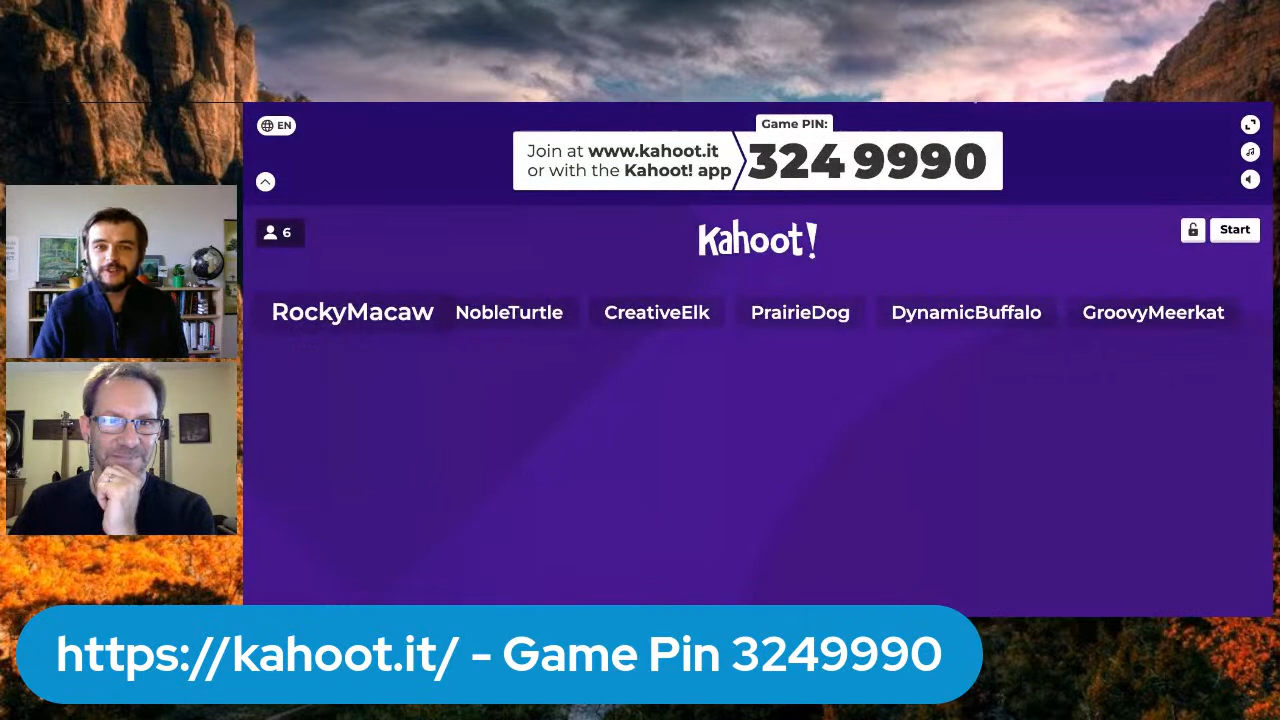 EN
Game PIN:
Join at www.kahoot.it
or with the Kahoot! app
324 9990
6
Kahoot!
Start
RockyMacaw NobleTurtle CreativeElk PrairieDog DynamicBuffalo GroovyMeerkat
https://kahoot.it/ - Game Pin 3249990